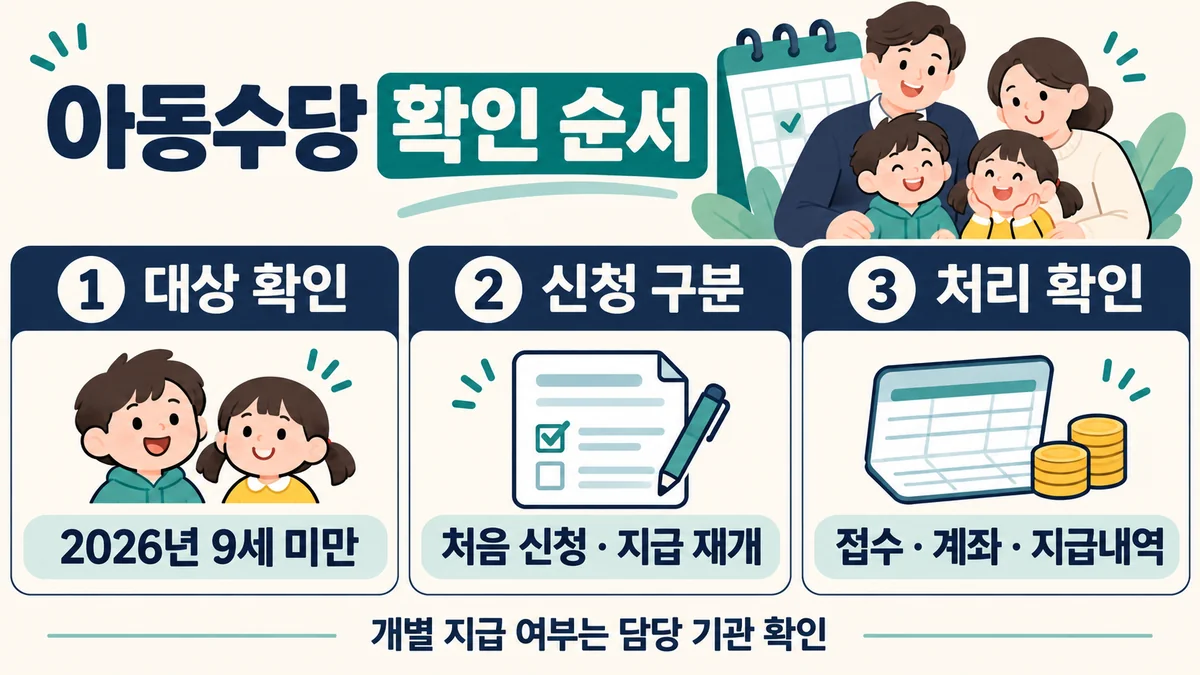 아동수당 확인 순서
1 대상 확인
2026년 9세 미만
2 신청 구분
처음 신청 · 지급 재개
3 처리 확인
접수 · 계좌 · 지급내역
개별 지급 여부는 담당 기관 확인